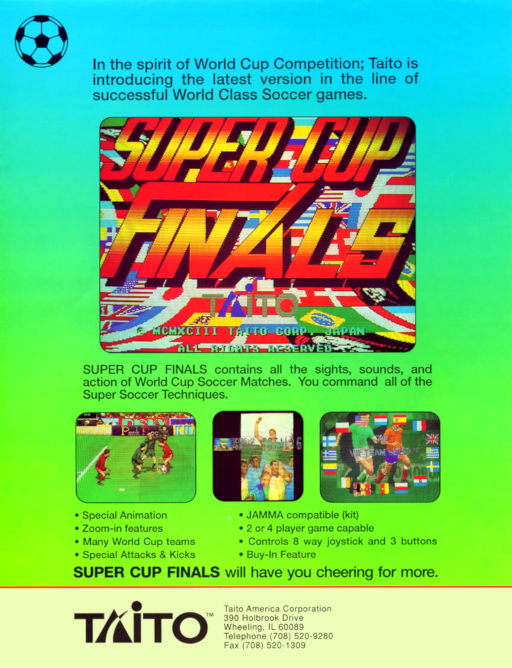 In the spirit of World Cup Competition; Taito is
introducing the latest version in the line of
successful World Class Soccer games.
SUPER CUP
FINALS
TAITO
© MCMXCIII TAITO CORP. JAPAN
ALL RIGHTS RESERVED
SUPER CUP FINALS contains all the sights, sounds, and
action of World Cup Soccer Matches. You command all of the
Super Soccer Techniques.
• Special Animation
• Zoom-in features
• Many World Cup teams
• Special Attacks & Kicks
• JAMMA compatible (kit)
• 2 or 4 player game capable
• Controls 8 way joystick and 3 buttons
• Buy-In Feature
SUPER CUP FINALS will have you cheering for more.
TAITO™
Taito America Corporation
390 Holbrook Drive
Wheeling, IL 60089
Telephone (708) 520-9280
Fax (708) 520-1309